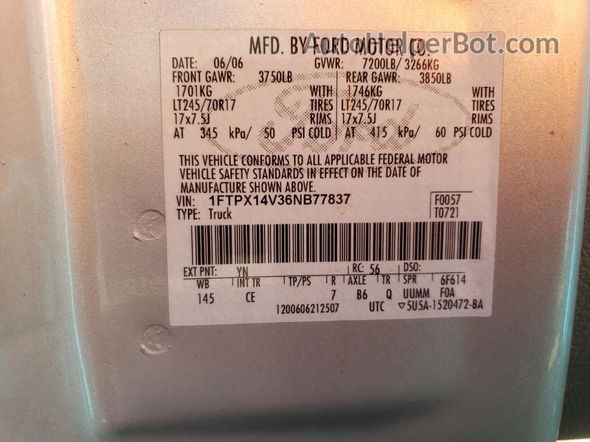 AutoHelperBot.com
MFD. BY FORD MOTOR CO.
DATE: 06/06 GVWR: 7200LB/ 3266KG
FRONT GAWR: 3750LB REAR GAWR: 3850LB
1701KG WITH 1746KG WITH
LT245/70R17 TIRES LT245/70R17 TIRES
17x7.5J RIMS 17x7.5J RIMS
AT 345 kPa/ 50 PSI COLD AT 415 kPa/ 60 PSI COLD
Ford
THIS VEHICLE CONFORMS TO ALL APPLICABLE FEDERAL MOTOR
VEHICLE SAFETY STANDARDS IN EFFECT ON THE DATE OF
MANUFACTURE SHOWN ABOVE.
VIN: 1FTPX14V36NB77837 F0057
TYPE: Truck T0721
EXT PNT: YN RC: 56 DSO:
WB INT TR TP/PS R AXLE TR SPR 6F614
145 CE 7 B6 Q UUMM F0A
1200606212507 UTC ▽5U5A-1520472-BA